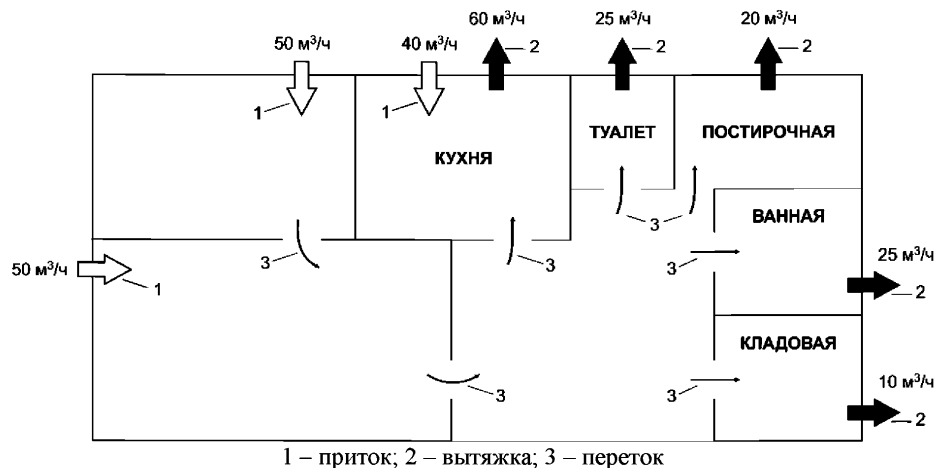 60 м³/ч 25 м³/ч 20 м³/ч
50 м³/ч 40 м³/ч 2 2 2
1 1
КУХНЯ ТУАЛЕТ ПОСТИРОЧНАЯ
3 ВАННАЯ
50 м³/ч 1 3 3 3 25 м³/ч
2
КЛАДОВАЯ
3 3 10 м³/ч
2
1 – приток; 2 – вытяжка; 3 – переток